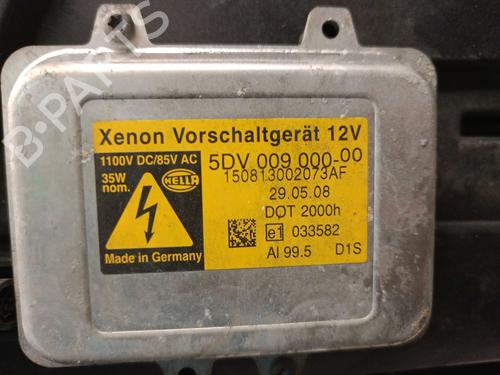 Xenon Vorschaltgerät 12V
1100V DC/85V AC
35W
nom.
HELLA
Made in Germany
5DV 009 000-00
150813002073AF
29.05.08
DOT 2000h
e1 033582
Al 99.5 D1S
B-PARTS